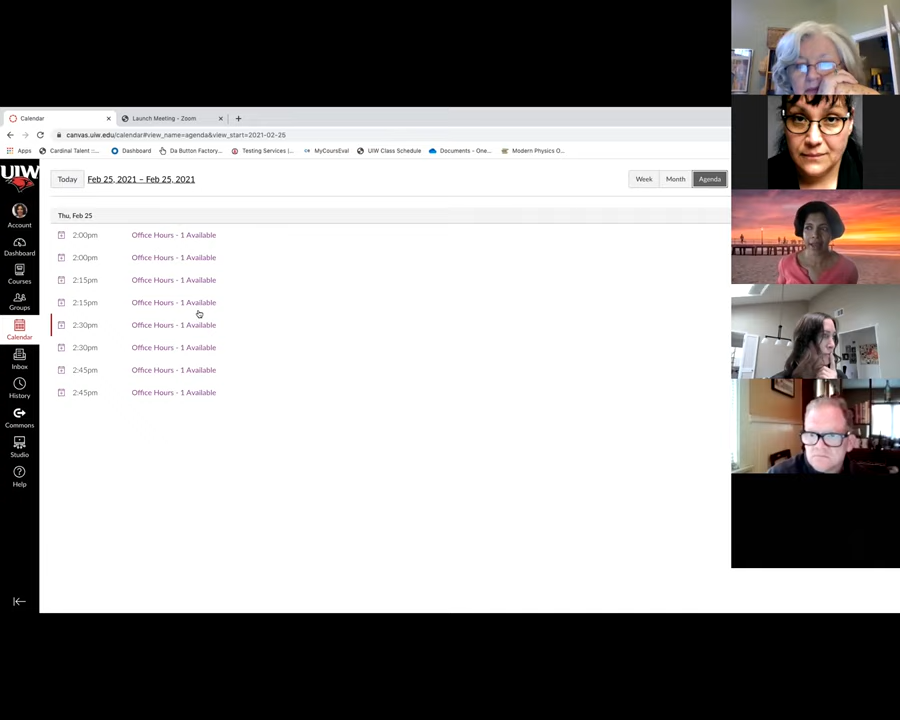 Calendar
Launch Meeting - Zoom
canvas.uiw.edu/calendar#view_name=agenda&view_start=2021-02-25
Apps Cardinal Talent ::... Dashboard Da Button Factory... Testing Services |... MyCoursEval UIW Class Schedule Documents - One... Modern Physics O...
UIW
Today Feb 25, 2021 – Feb 25, 2021 Week Month Agenda
Thu, Feb 25
2:00pm Office Hours - 1 Available
2:00pm Office Hours - 1 Available
2:15pm Office Hours - 1 Available
2:15pm Office Hours - 1 Available
2:30pm Office Hours - 1 Available
2:30pm Office Hours - 1 Available
2:45pm Office Hours - 1 Available
2:45pm Office Hours - 1 Available
Account
Dashboard
Courses
Groups
Calendar
Inbox
History
Commons
Studio
Help